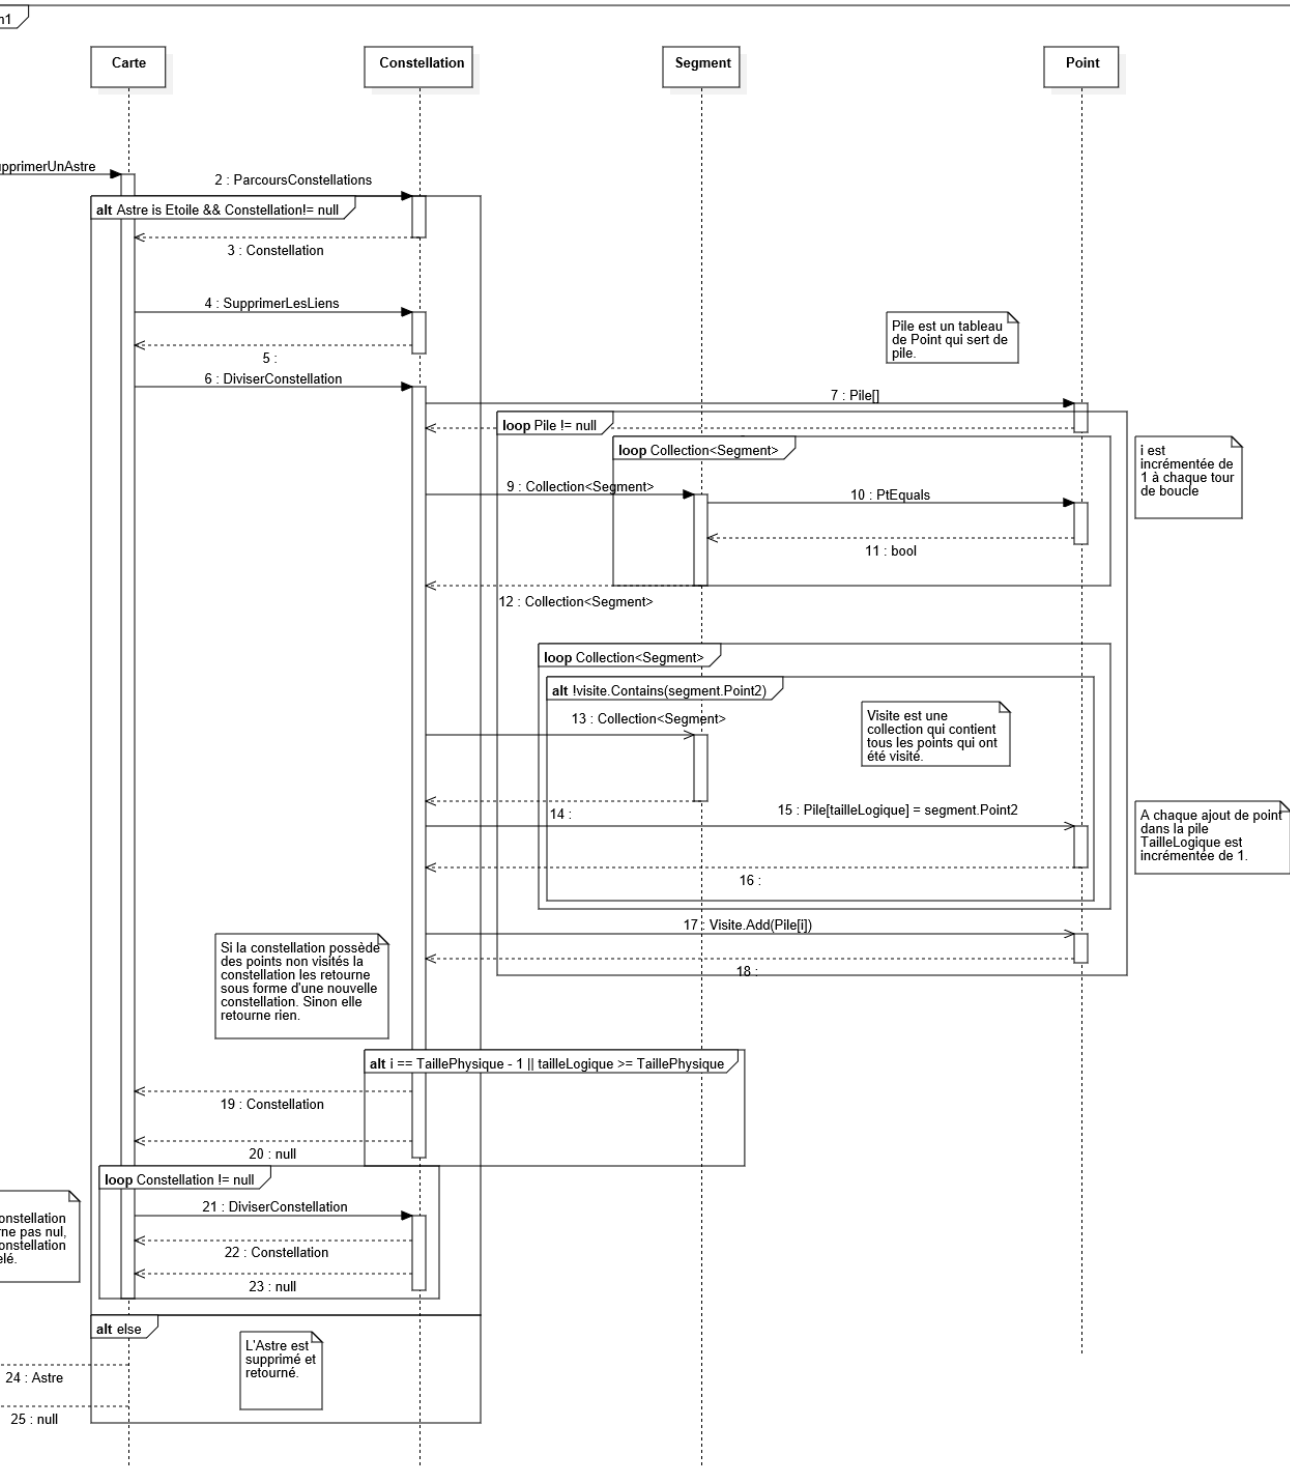 n1
Carte
Constellation
Segment
Point
upprimerUnAstre
2 : ParcoursConstellations
alt Astre is Etoile && Constellation!= null
3 : Constellation
4 : SupprimerLesLiens
Pile est un tableau
de Point qui sert de
pile.
5 :
6 : DiviserConstellation
7 : Pile[]
loop Pile != null
loop Collection<Segment>
i est
incrémentée de
1 à chaque tour
de boucle
9 : Collection<Segment>
10 : PtEquals
11 : bool
12 : Collection<Segment>
loop Collection<Segment>
alt !visite.Contains(segment.Point2)
13 : Collection<Segment>
Visite est une
collection qui contient
tous les points qui ont
été visité.
14 :
15 : Pile[tailleLogique] = segment.Point2
A chaque ajout de point
dans la pile
TailleLogique est
incrémentée de 1.
16 :
17 : Visite.Add(Pile[i])
18 :
Si la constellation possède
des points non visités la
constellation les retourne
sous forme d'une nouvelle
constellation. Sinon elle
retourne rien.
alt i == TaillePhysique - 1 || tailleLogique >= TaillePhysique
19 : Constellation
20 : null
loop Constellation != null
21 : DiviserConstellation
onstellation
rne pas nul,
onstellation
elé.
22 : Constellation
23 : null
alt else
L'Astre est
supprimé et
retourné.
24 : Astre
25 : null